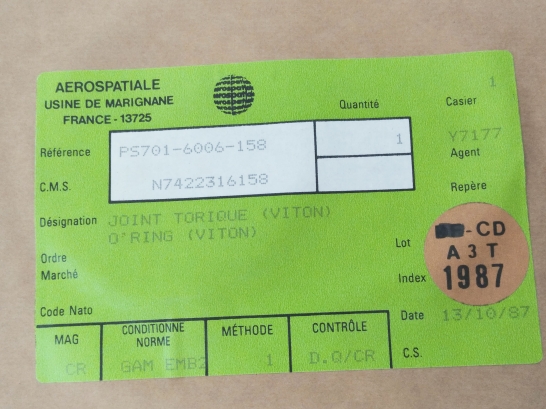 AEROSPATIALE
USINE DE MARIGNANE
FRANCE - 13725
Quantité
Casier
1
Référence
PS701-6006-158
1
Y7177
Agent
C.M.S.
N7422316158
Repère
Désignation
JOINT TORIQUE (VITON)
O'RING (VITON)
Lot
-CD
A3T
1987
Ordre
Marché
Index
Code Nato
Date
13/10/87
MAG
CR
CONDITIONNE
NORME
GAM EMB2
MÉTHODE
1
CONTRÔLE
D.Q/CR
C.S.